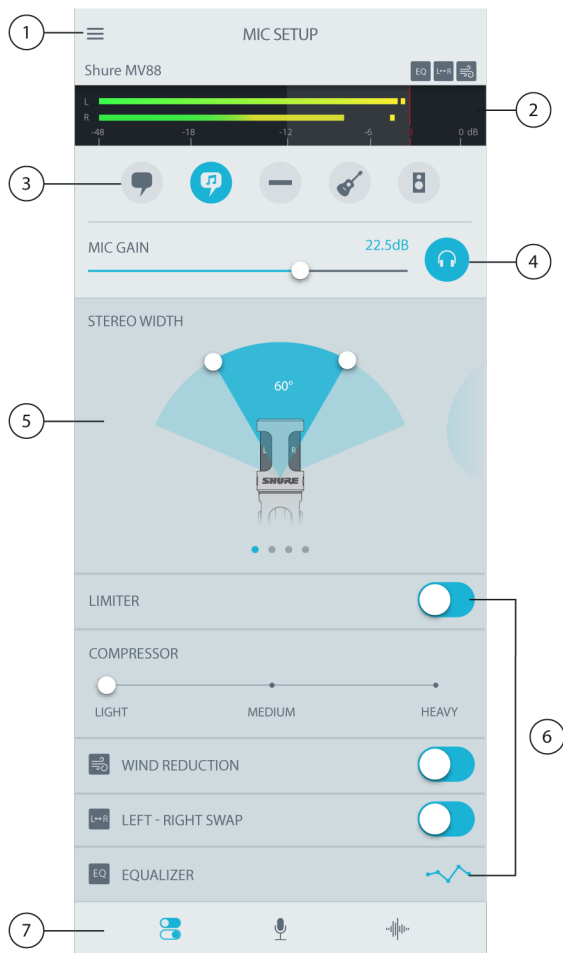 1
MIC SETUP
Shure MV88
EQ L↔R
2
L
R
-48 -18 -12 -6 0 dB
3
MIC GAIN 22.5dB
4
STEREO WIDTH
60°
5
L R
SHURE
LIMITER
COMPRESSOR
LIGHT MEDIUM HEAVY
6
WIND REDUCTION
L↔R LEFT - RIGHT SWAP
EQ EQUALIZER
7